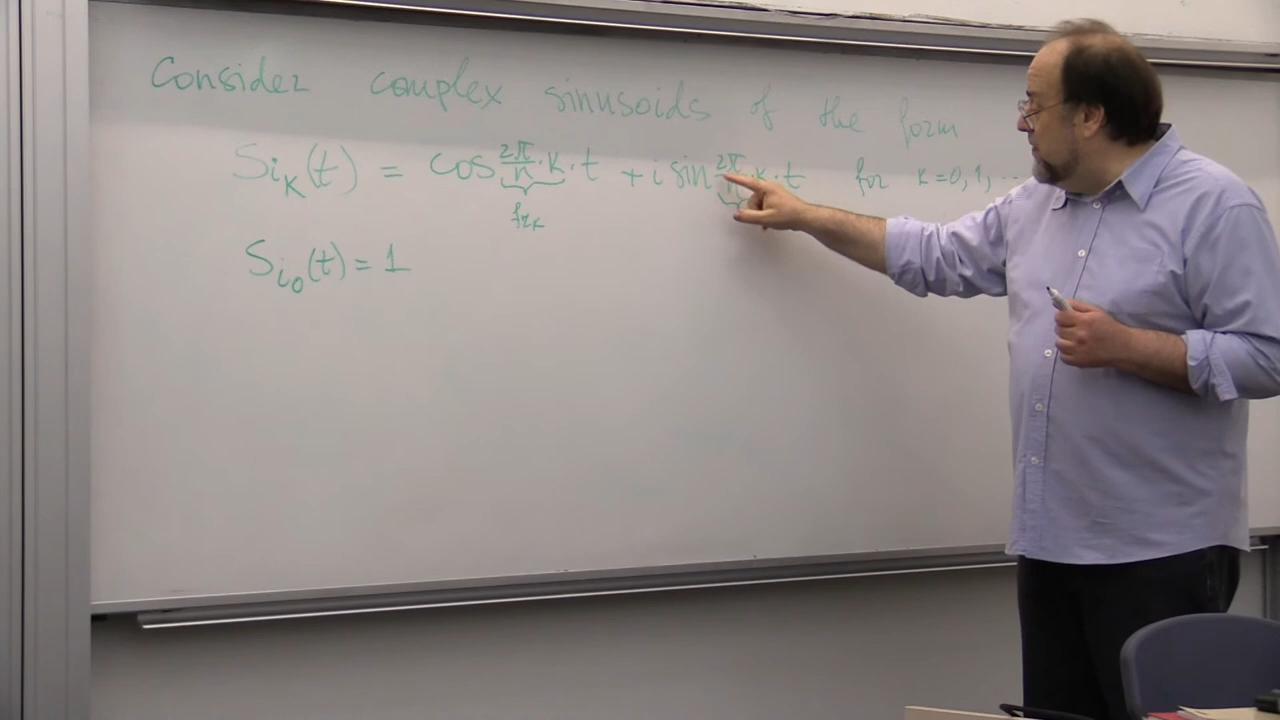 Consider complex sinusoids of the form
Si_K(t) = cos 2π/n · K · t + i sin 2π/n · K · t for K=0,1, ...
fr_K
Si_0(t) = 1